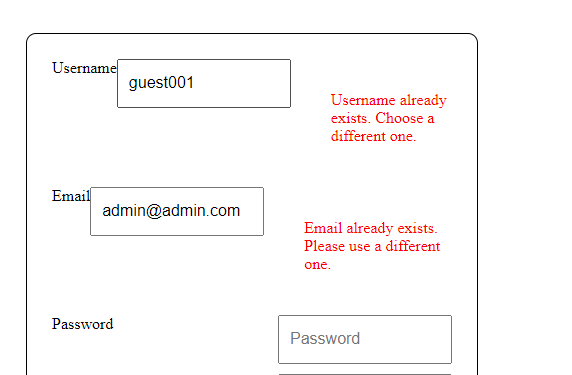 Username
guest001
Username already
exists. Choose a
different one.
Email
admin@admin.com
Email already exists.
Please use a different
one.
Password
Password